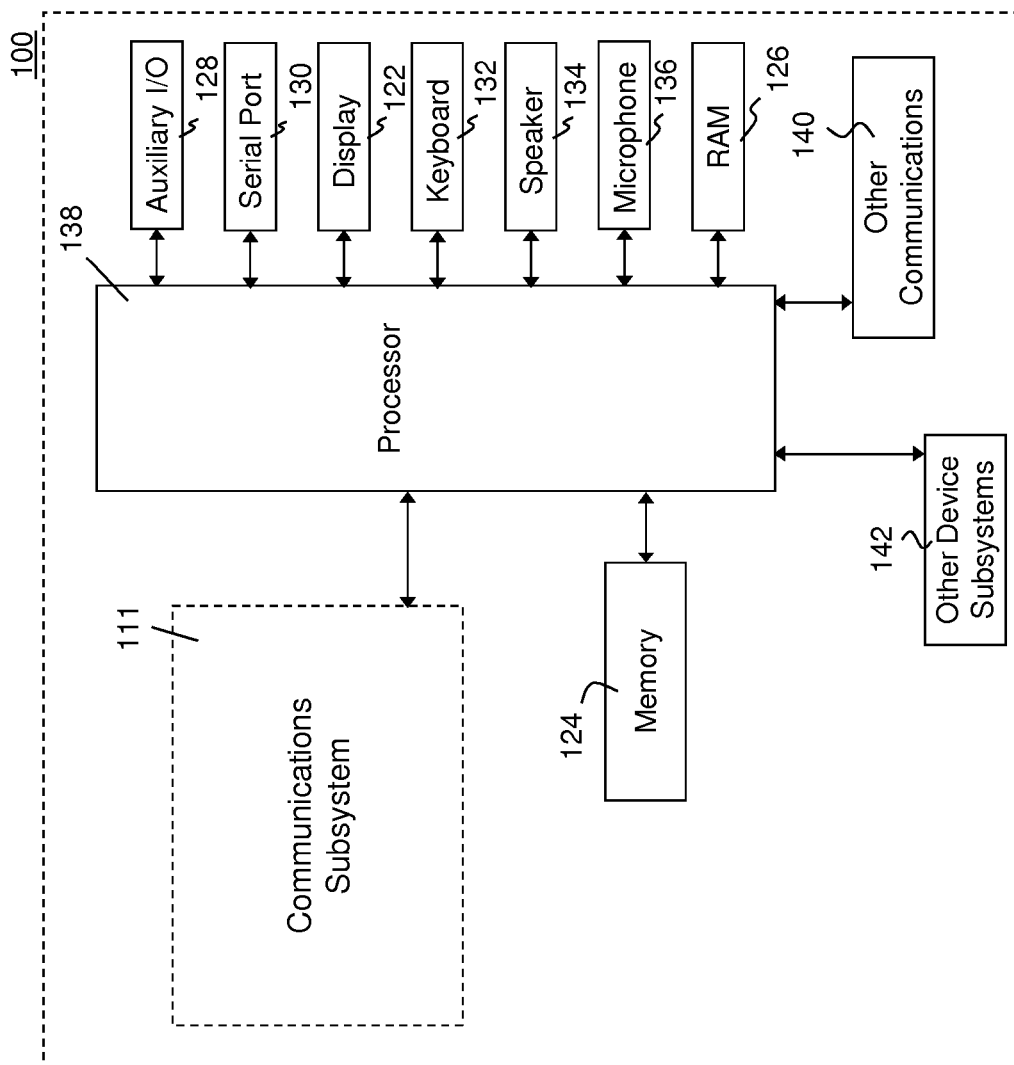 100
138
Processor
Auxiliary I/O
128
Serial Port
130
Display
122
Keyboard
132
Speaker
134
Microphone
136
RAM
126
140
Other
Communications
111
Communications
Subsystem
124
Memory
142
Other Device
Subsystems